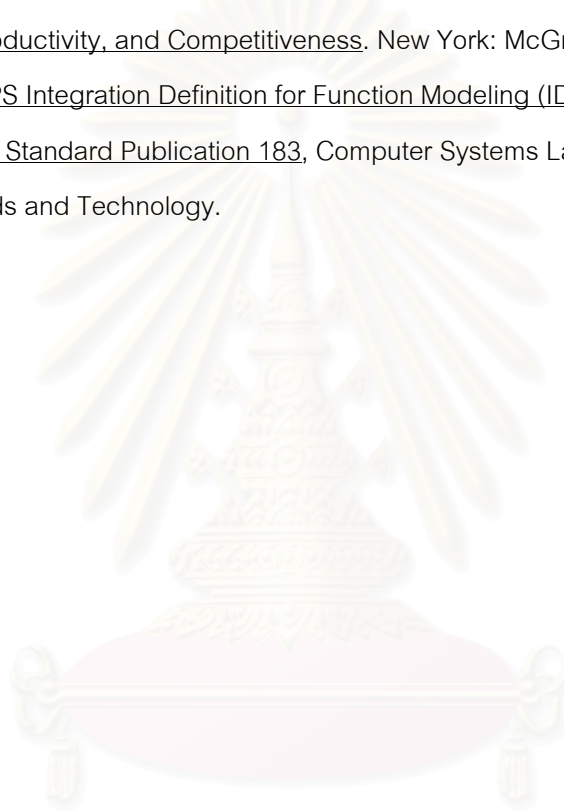 oductivity, and Competitiveness. New York: McGr
PS Integration Definition for Function Modeling (ID
Standard Publication 183, Computer Systems La
ds and Technology.